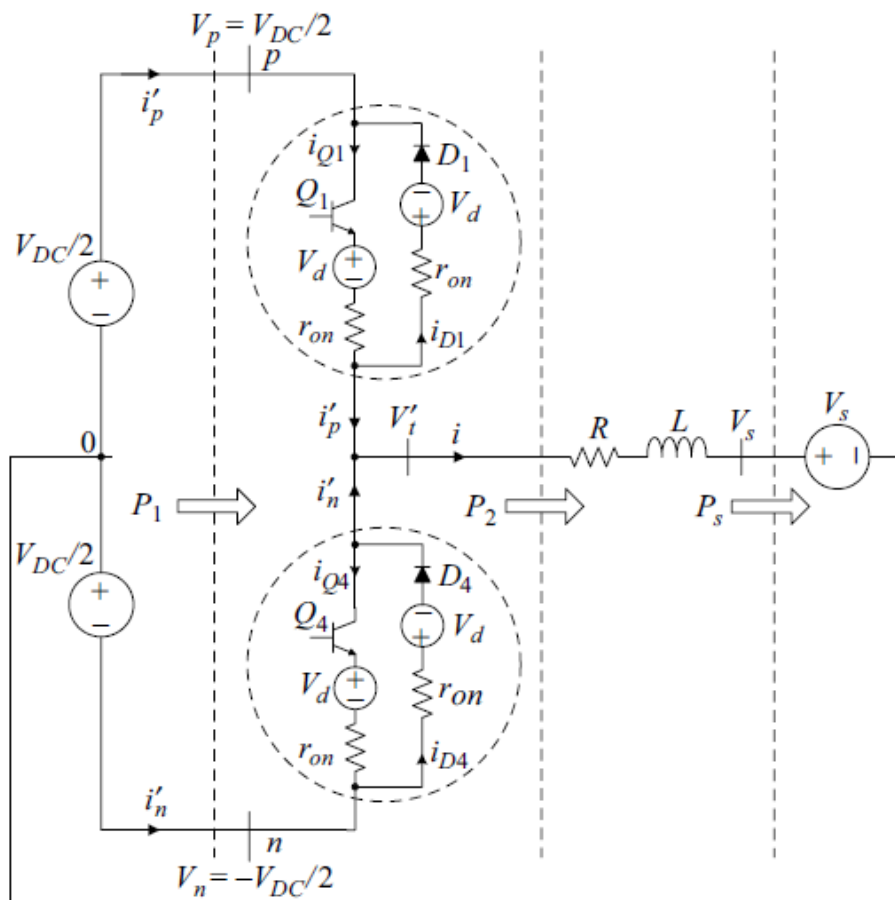 V_p = V_DC/2
p
i′_p
i_Q1
D_1
Q_1
V_d
V_d
V_DC/2
r_on
r_on
i_D1
+
−
+
−
−
+
i′_p
V′_t
i
R
L
V_s
V_s
0
+
−
P_1
i′_n
P_2
P_s
V_DC/2
i_Q4
D_4
Q_4
V_d
V_d
+
−
+
−
−
+
r_on
r_on
i_D4
i′_n
n
V_n = −V_DC/2